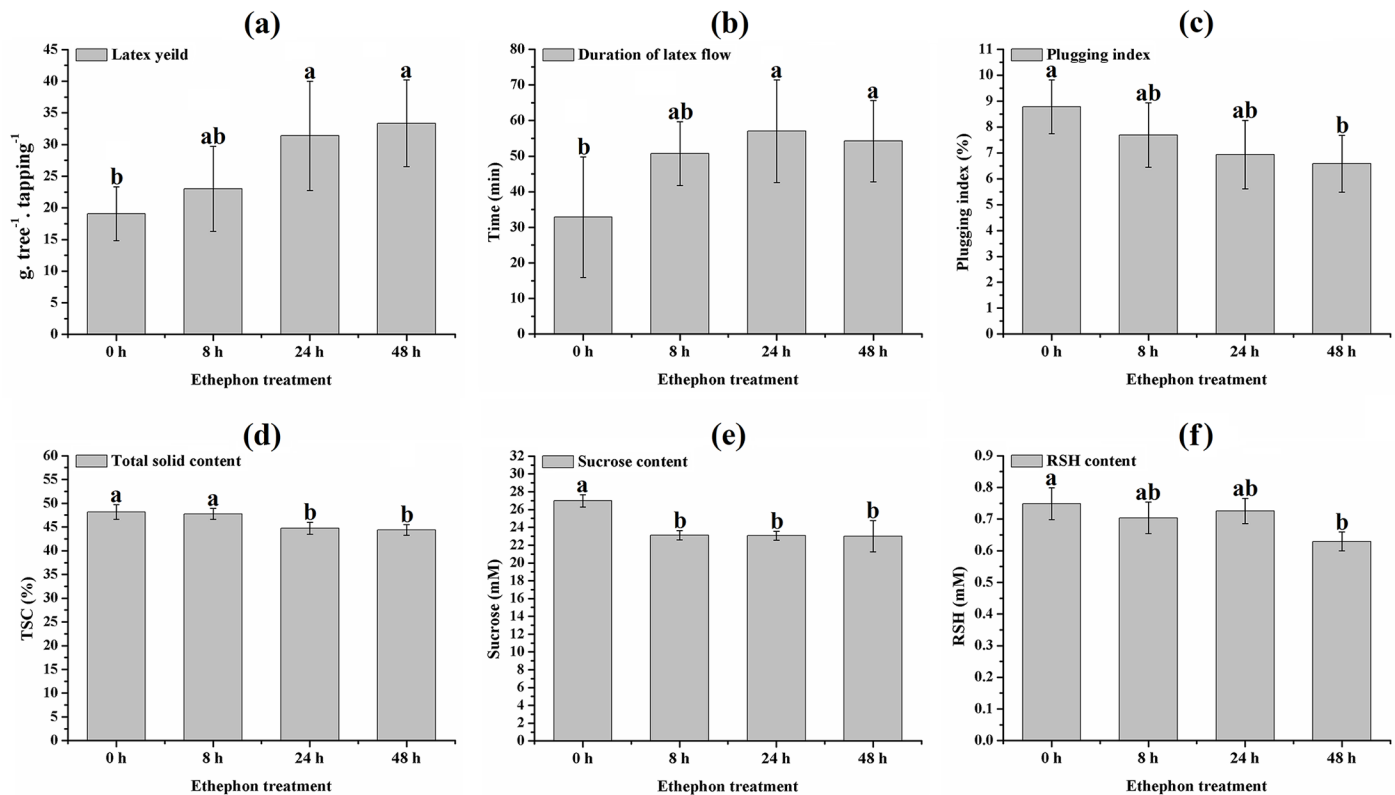 (a)
Latex yeild
g. tree⁻¹. tapping⁻¹
45
40
35
30
25
20
15
10
5
0
b
ab
a
a
0 h 8 h 24 h 48 h
Ethephon treatment
(b)
Duration of latex flow
Time (min)
80
70
60
50
40
30
20
10
0
b
ab
a
a
0 h 8 h 24 h 48 h
Ethephon treatment
(c)
Plugging index
Plugging index (%)
11
10
9
8
7
6
5
4
3
2
1
0
a
ab
ab
b
0 h 8 h 24 h 48 h
Ethephon treatment
(d)
Total solid content
TSC (%)
60
55
50
45
40
35
30
25
20
15
10
5
0
a
a
b
b
0 h 8 h 24 h 48 h
Ethephon treatment
(e)
Sucrose content
Sucrose (mM)
32
30
28
26
24
22
20
18
16
14
12
10
8
6
4
2
0
a
b
b
b
0 h 8 h 24 h 48 h
Ethephon treatment
(f)
RSH content
RSH (mM)
0.9
0.8
0.7
0.6
0.5
0.4
0.3
0.2
0.1
0.0
a
ab
ab
b
0 h 8 h 24 h 48 h
Ethephon treatment